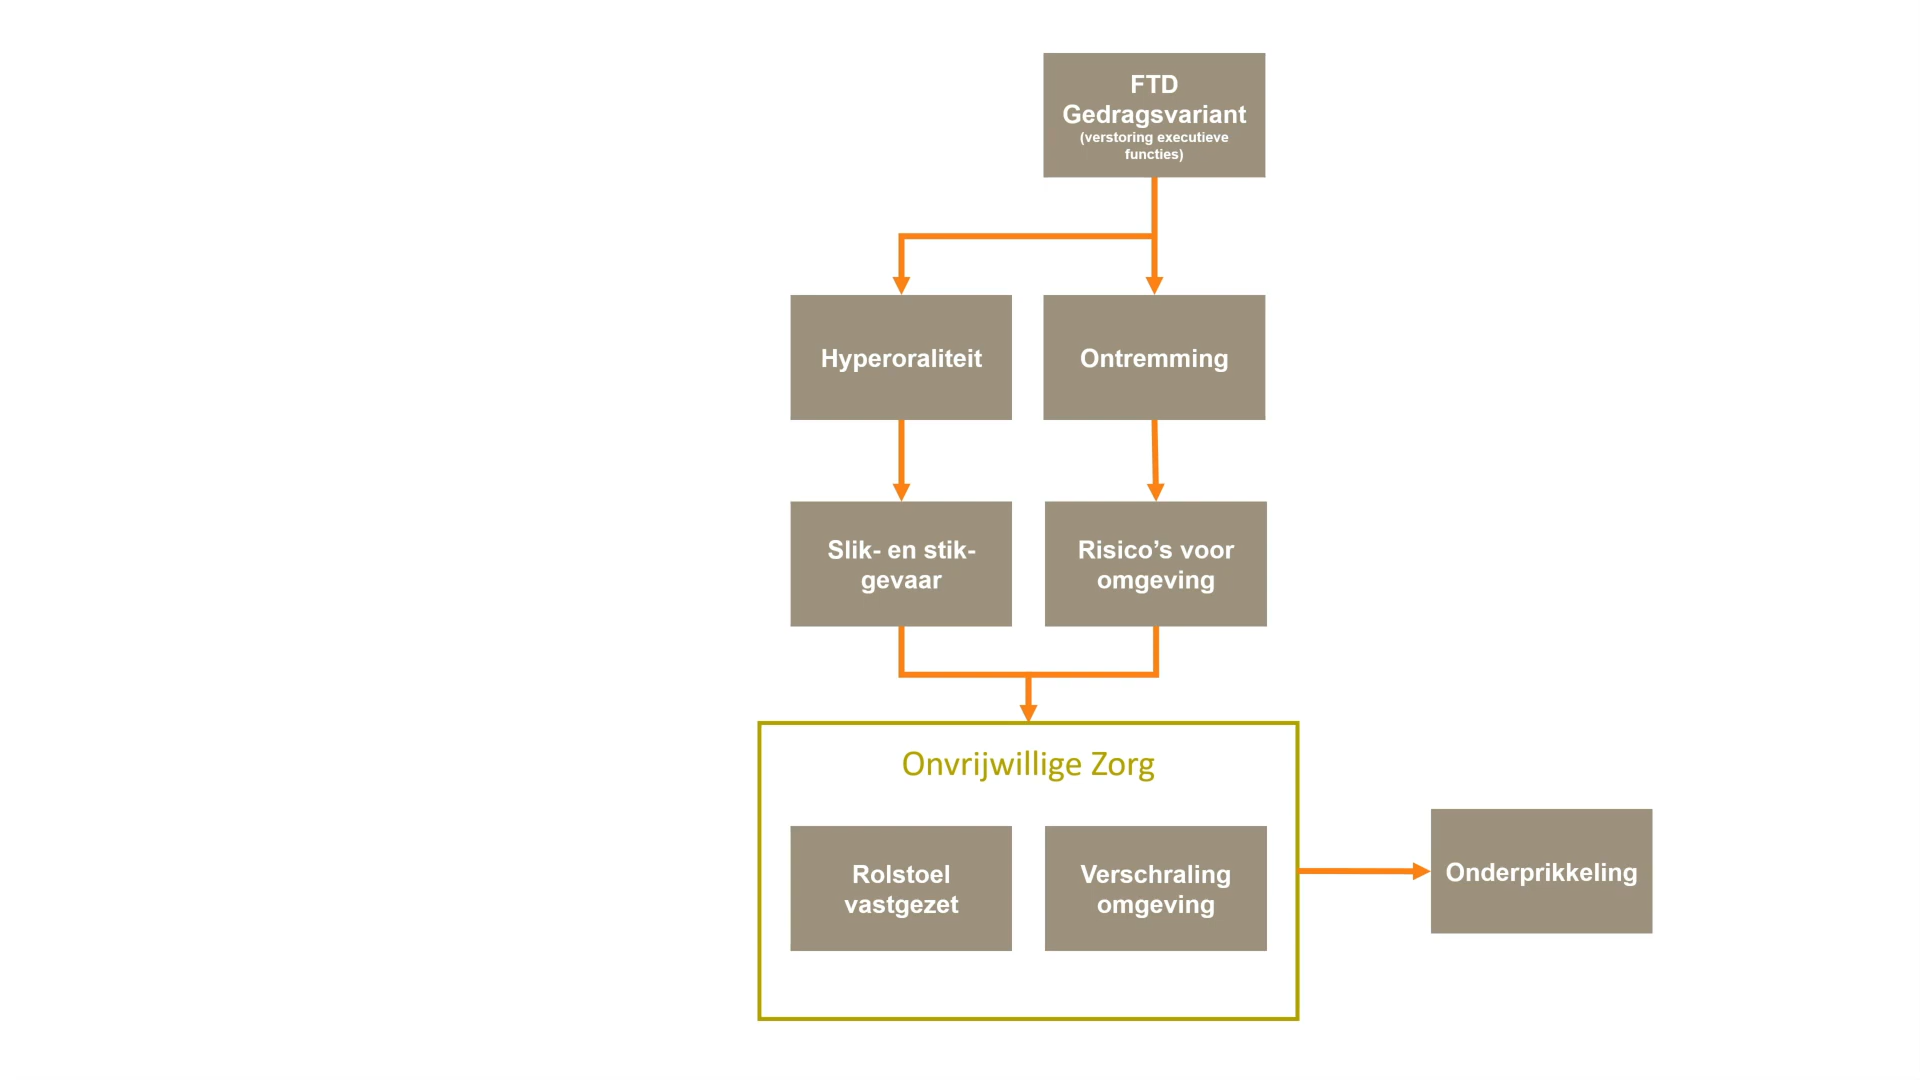 FTD
Gedragsvariant
(verstoring executieve
functies)
Hyperoraliteit
Ontremming
Slik- en stik-
gevaar
Risico’s voor
omgeving
Onvrijwillige Zorg
Rolstoel
vastgezet
Verschraling
omgeving
Onderprikkeling